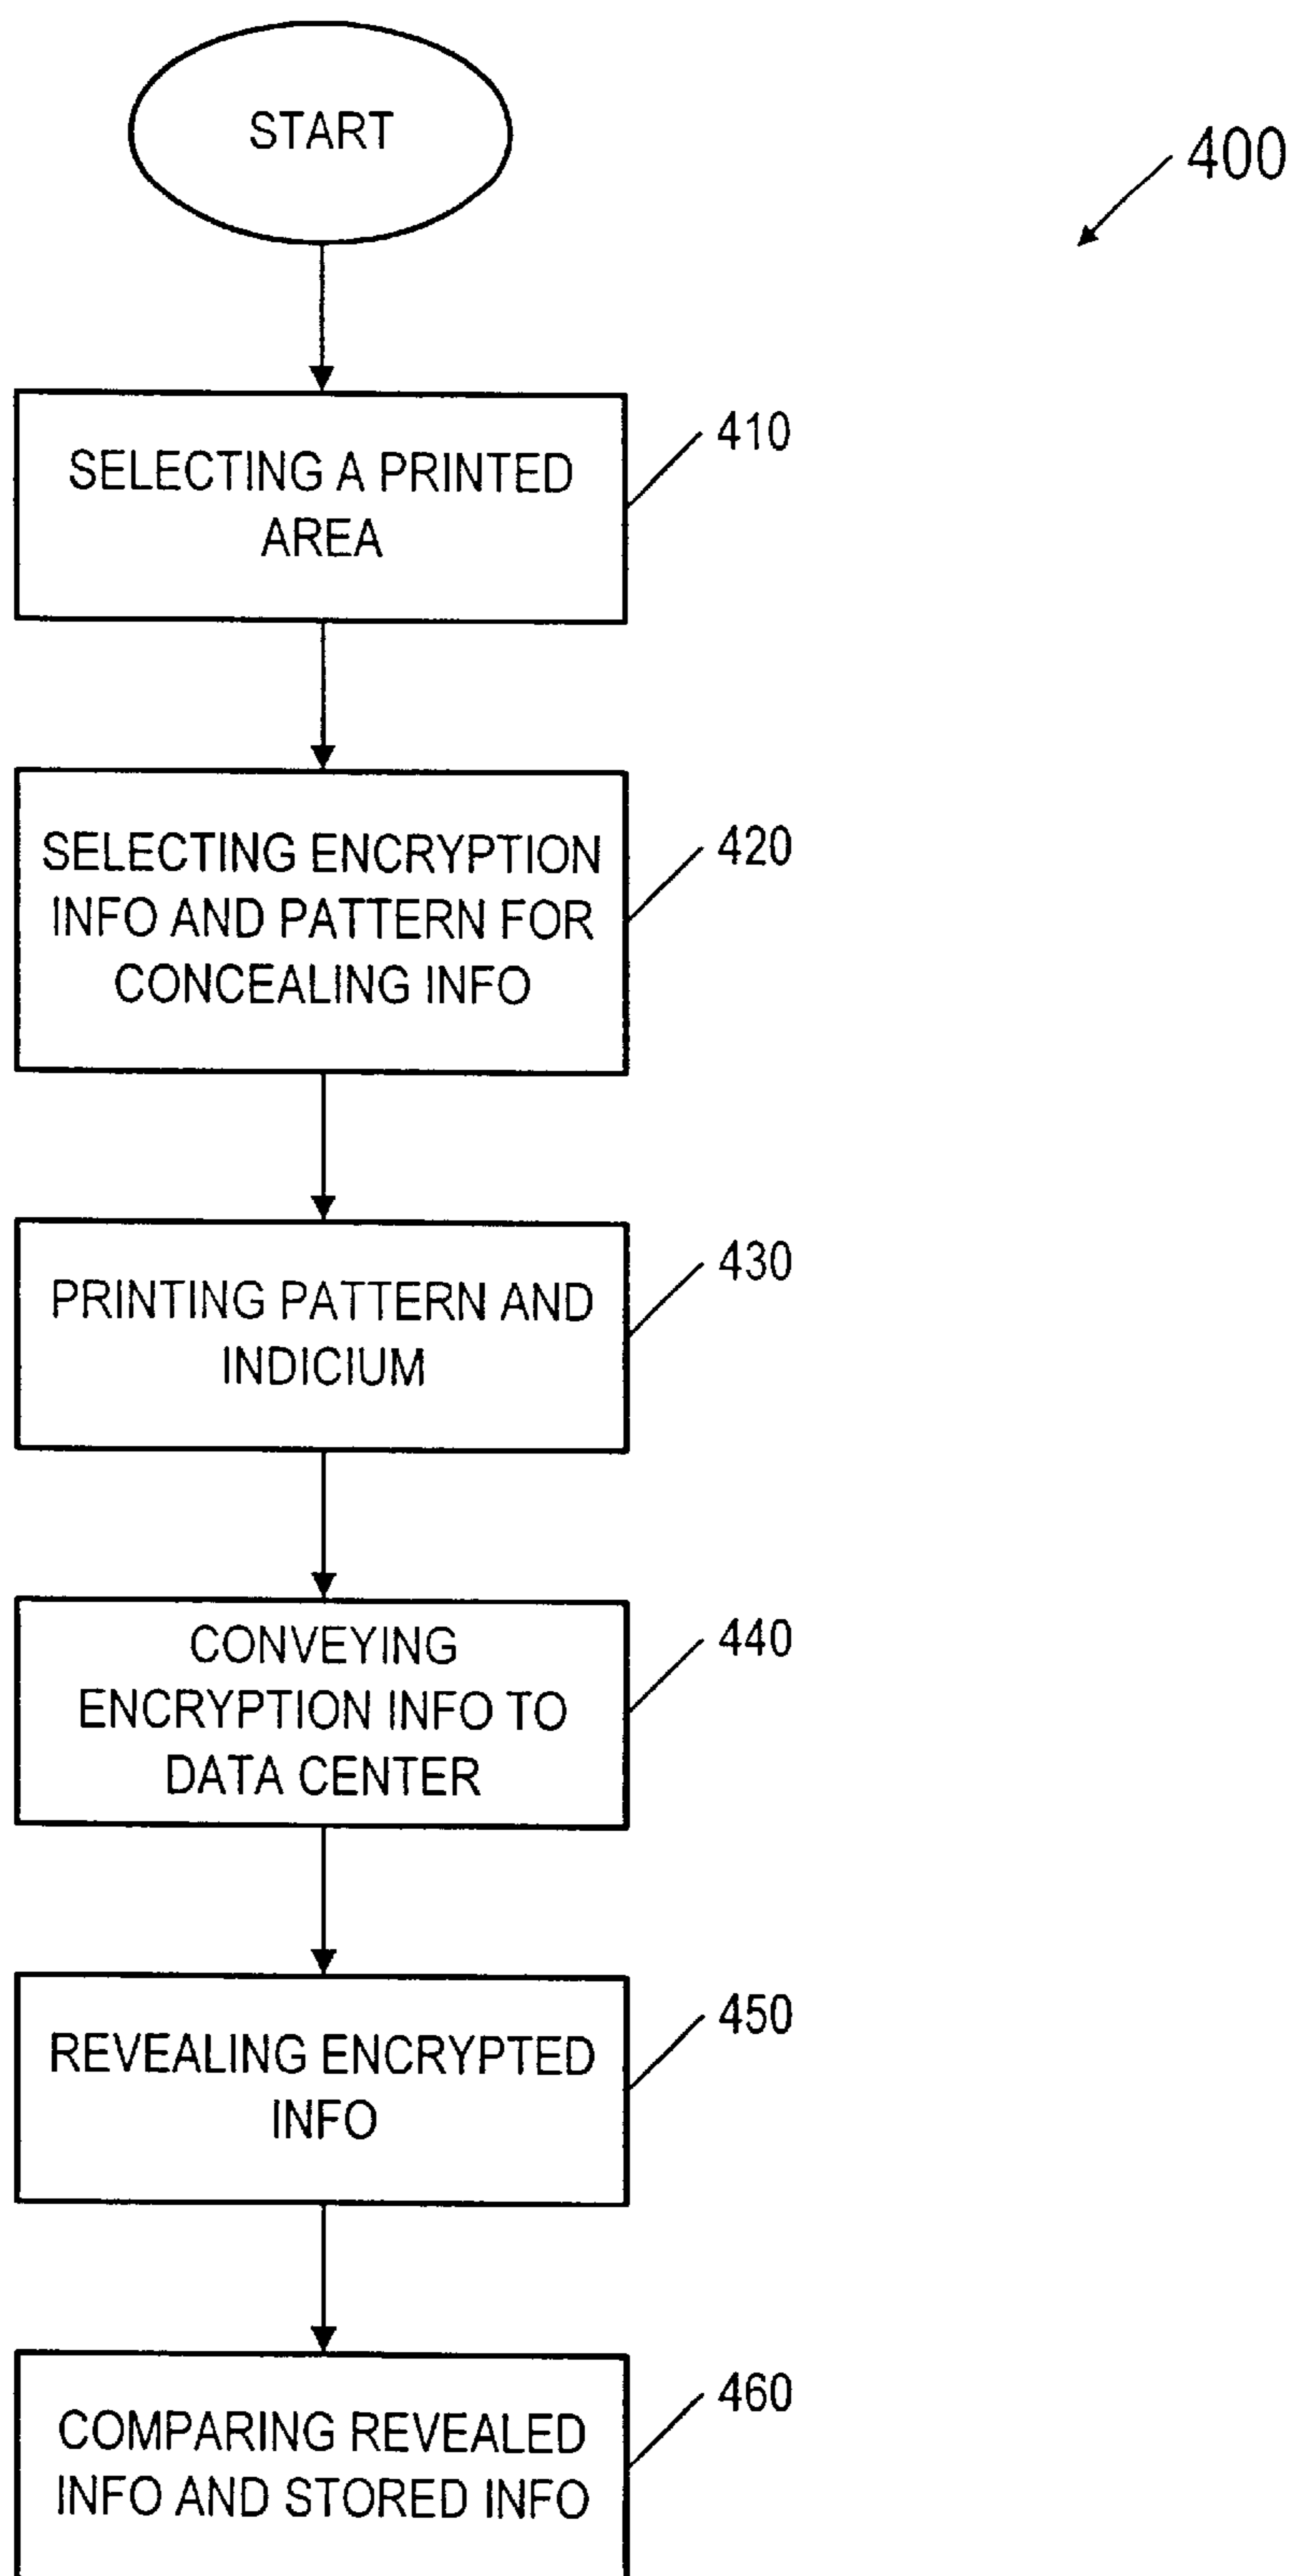 START
400
SELECTING A PRINTED
AREA
410
SELECTING ENCRYPTION
INFO AND PATTERN FOR
CONCEALING INFO
420
PRINTING PATTERN AND
INDICIUM
430
CONVEYING
ENCRYPTION INFO TO
DATA CENTER
440
REVEALING ENCRYPTED
INFO
450
COMPARING REVEALED
INFO AND STORED INFO
460